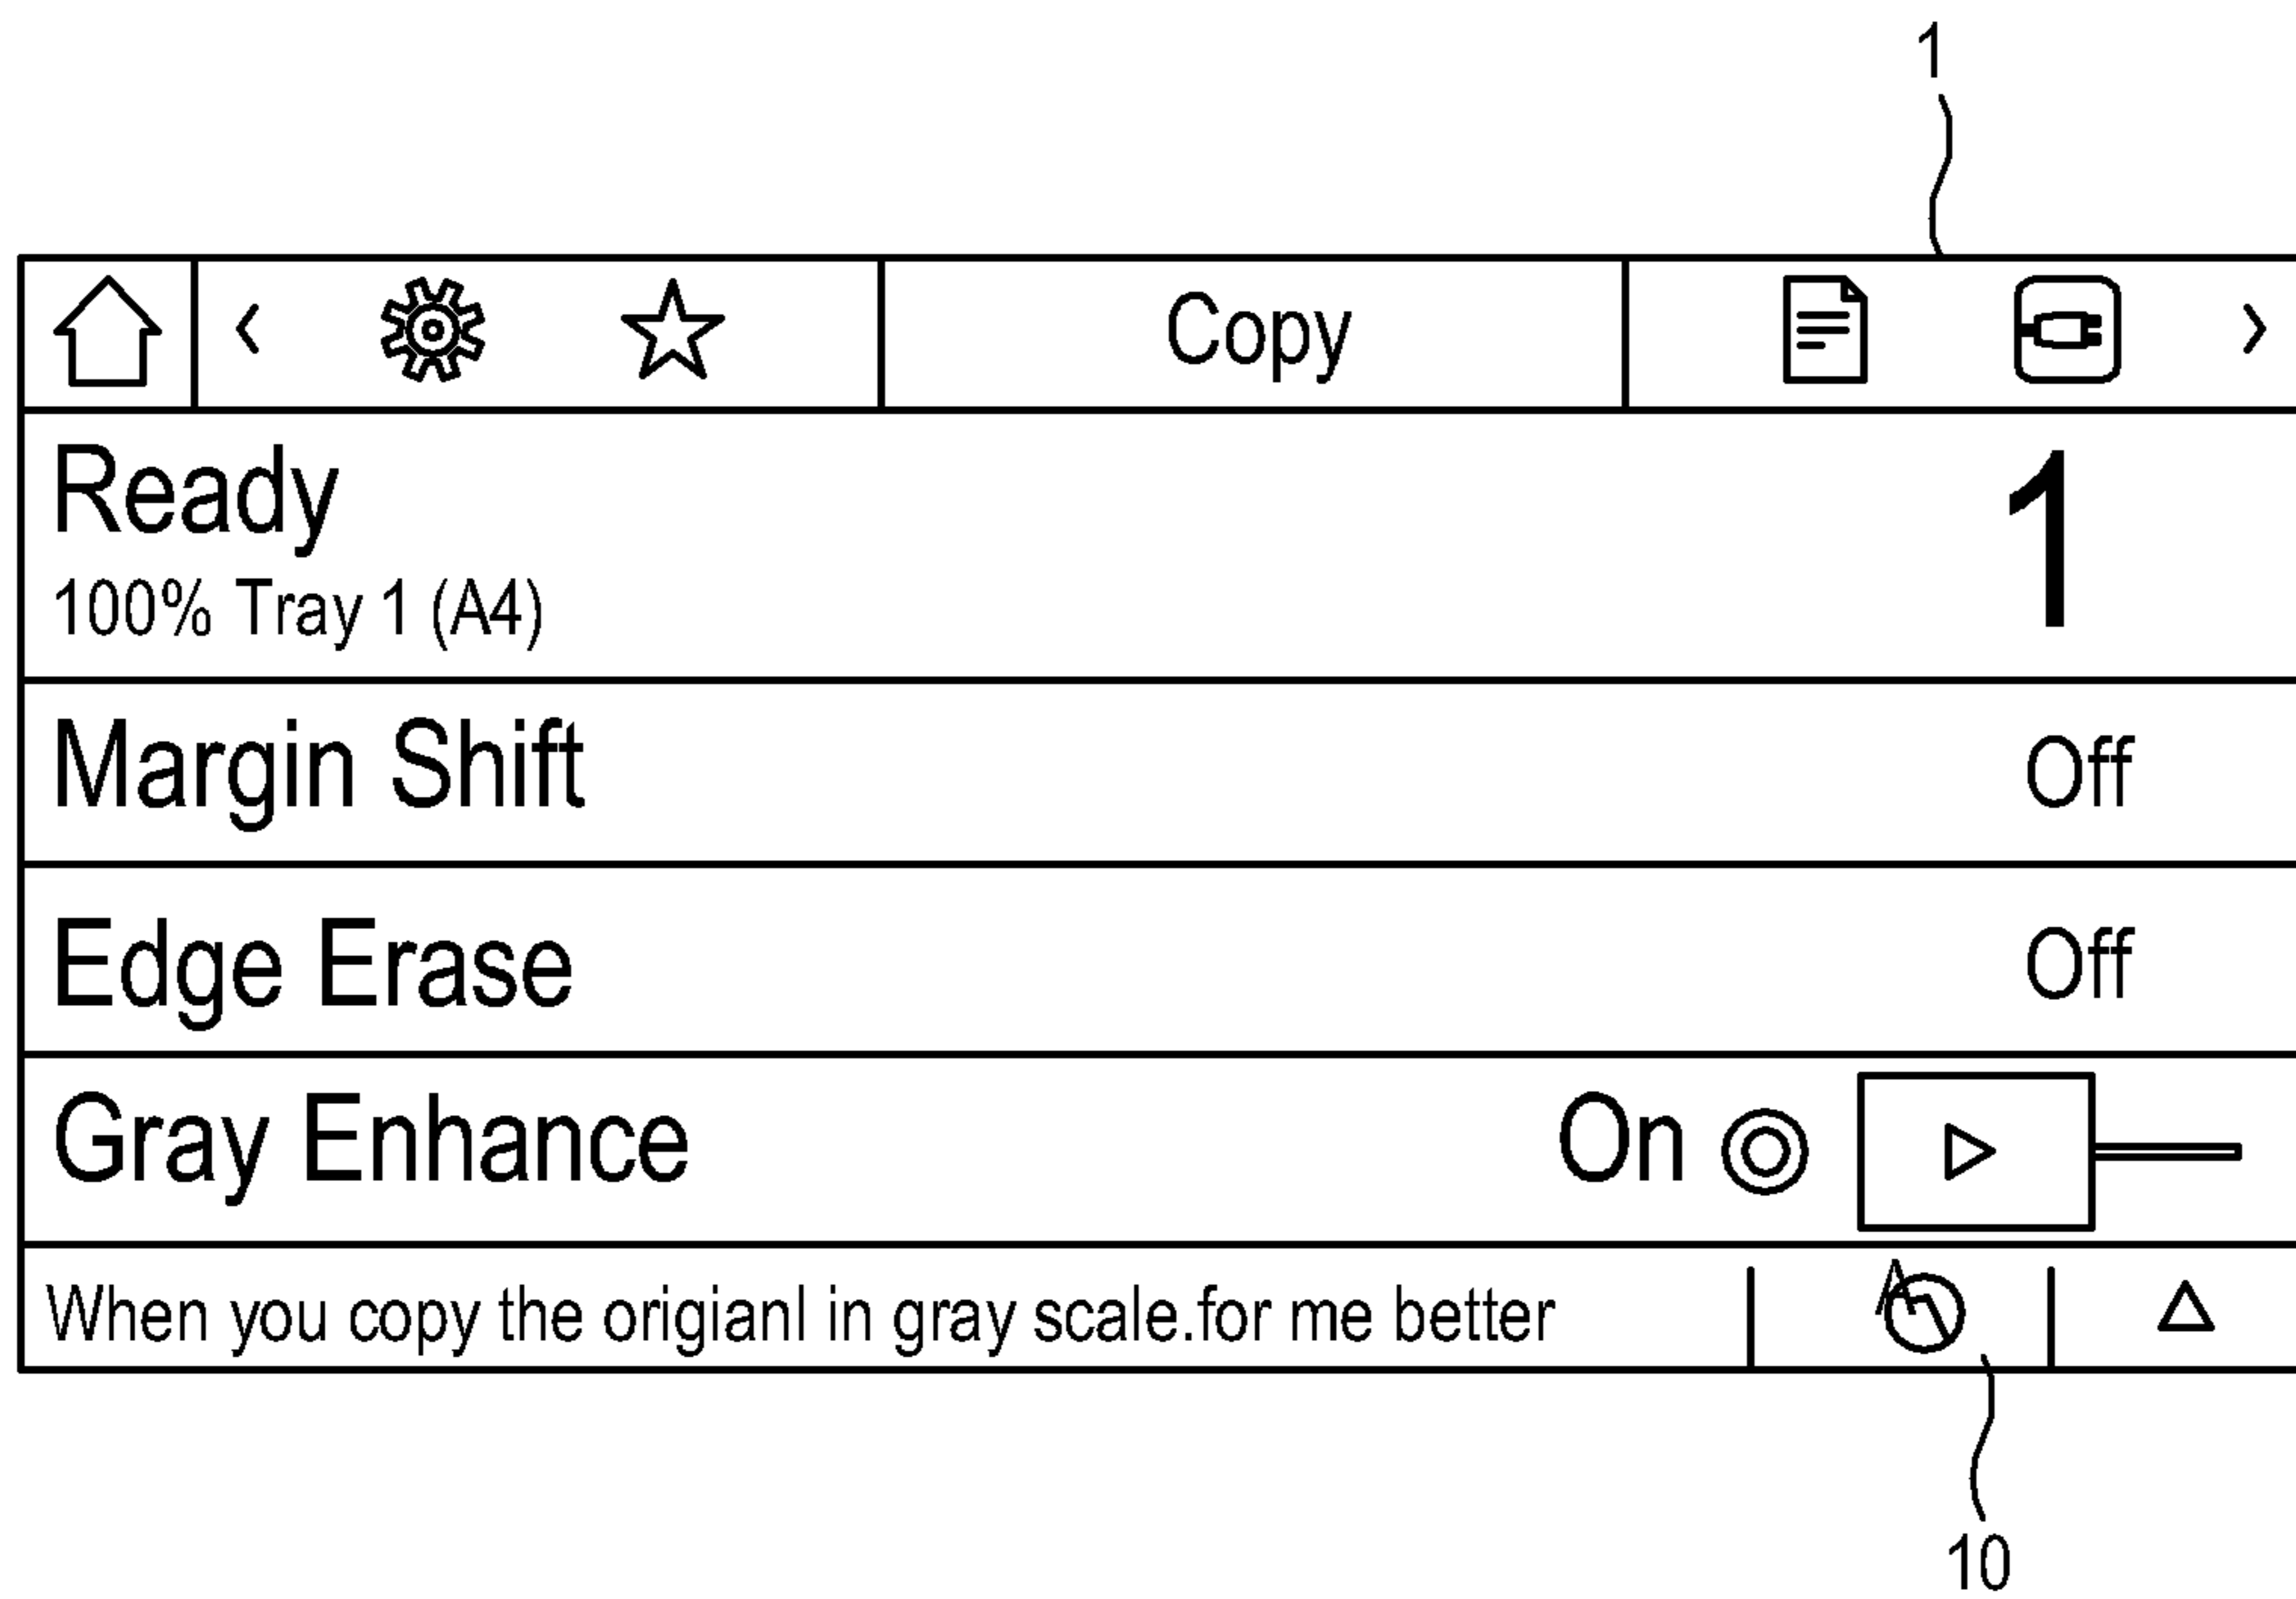 1
Copy
Ready
1
100% Tray 1 (A4)
Margin Shift Off
Edge Erase Off
Gray Enhance On
When you copy the origianl in gray scale.for me better
10